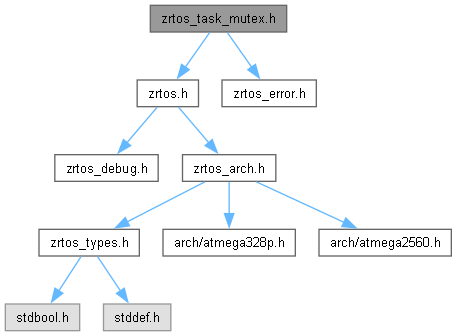 zrtos_task_mutex.h
zrtos.h
zrtos_error.h
zrtos_debug.h
zrtos_arch.h
zrtos_types.h
arch/atmega328p.h
arch/atmega2560.h
stdbool.h
stddef.h